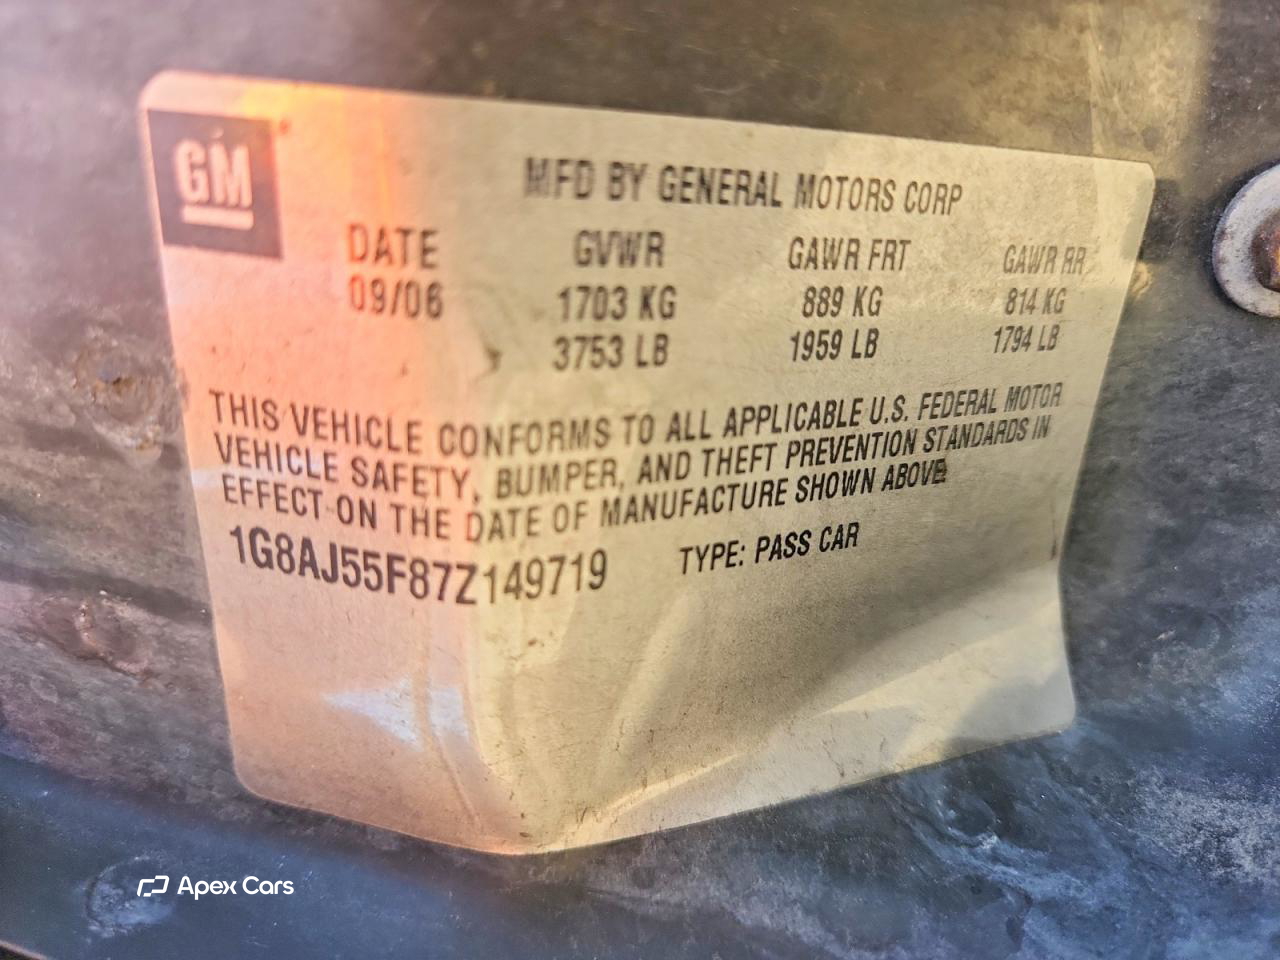 GM
MFD BY GENERAL MOTORS CORP
DATE GVWR GAWR FRT GAWR RR
09/06 1703 KG 889 KG 814 KG
3753 LB 1959 LB 1794 LB
THIS VEHICLE CONFORMS TO ALL APPLICABLE U.S. FEDERAL MOTOR
VEHICLE SAFETY, BUMPER, AND THEFT PREVENTION STANDARDS IN
EFFECT ON THE DATE OF MANUFACTURE SHOWN ABOVE.
1G8AJ55F87Z149719 TYPE: PASS CAR
Apex Cars